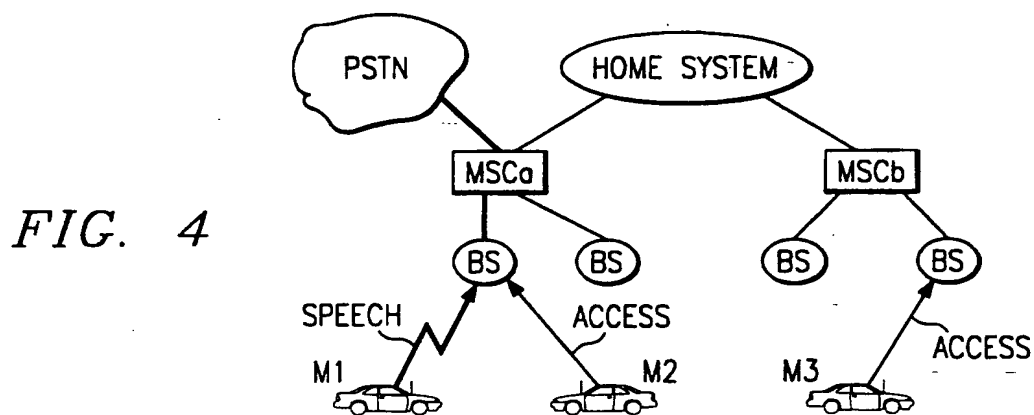 PSTN
HOME SYSTEM
MSCa
MSCb
FIG. 4
BS
BS
BS
BS
SPEECH
ACCESS
ACCESS
M1
M2
M3